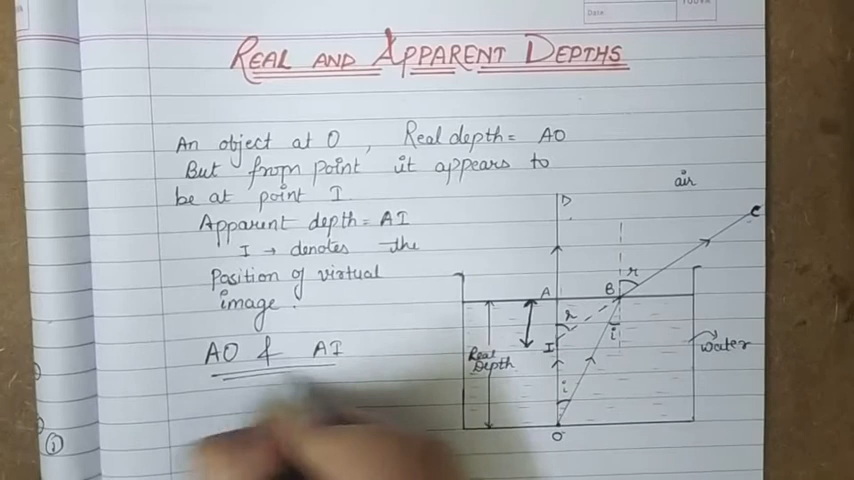 Date
REAL AND APPARENT DEPTHS
An object at O, Real depth = AO
But from point it appears to
be at point I
Apparent depth = AI
I → denotes the
Position of virtual
image.
AO & AI
air
D
C
r
A
B
r
I
i
Real
Depth
water
i
O
①